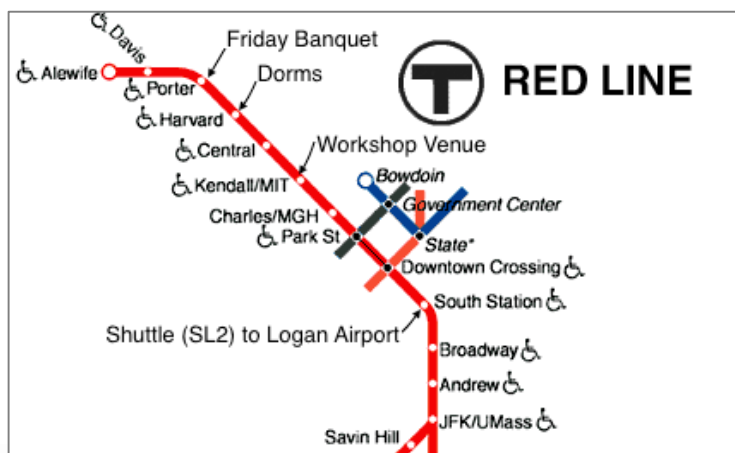 Davis
Friday Banquet
T
RED LINE
Alewife
Porter
Dorms
Harvard
Central
Workshop Venue
Kendall/MIT
Bowdoin
Charles/MGH
Government Center
Park St
State*
Downtown Crossing
South Station
Shuttle (SL2) to Logan Airport
Broadway
Andrew
JFK/UMass
Savin Hill